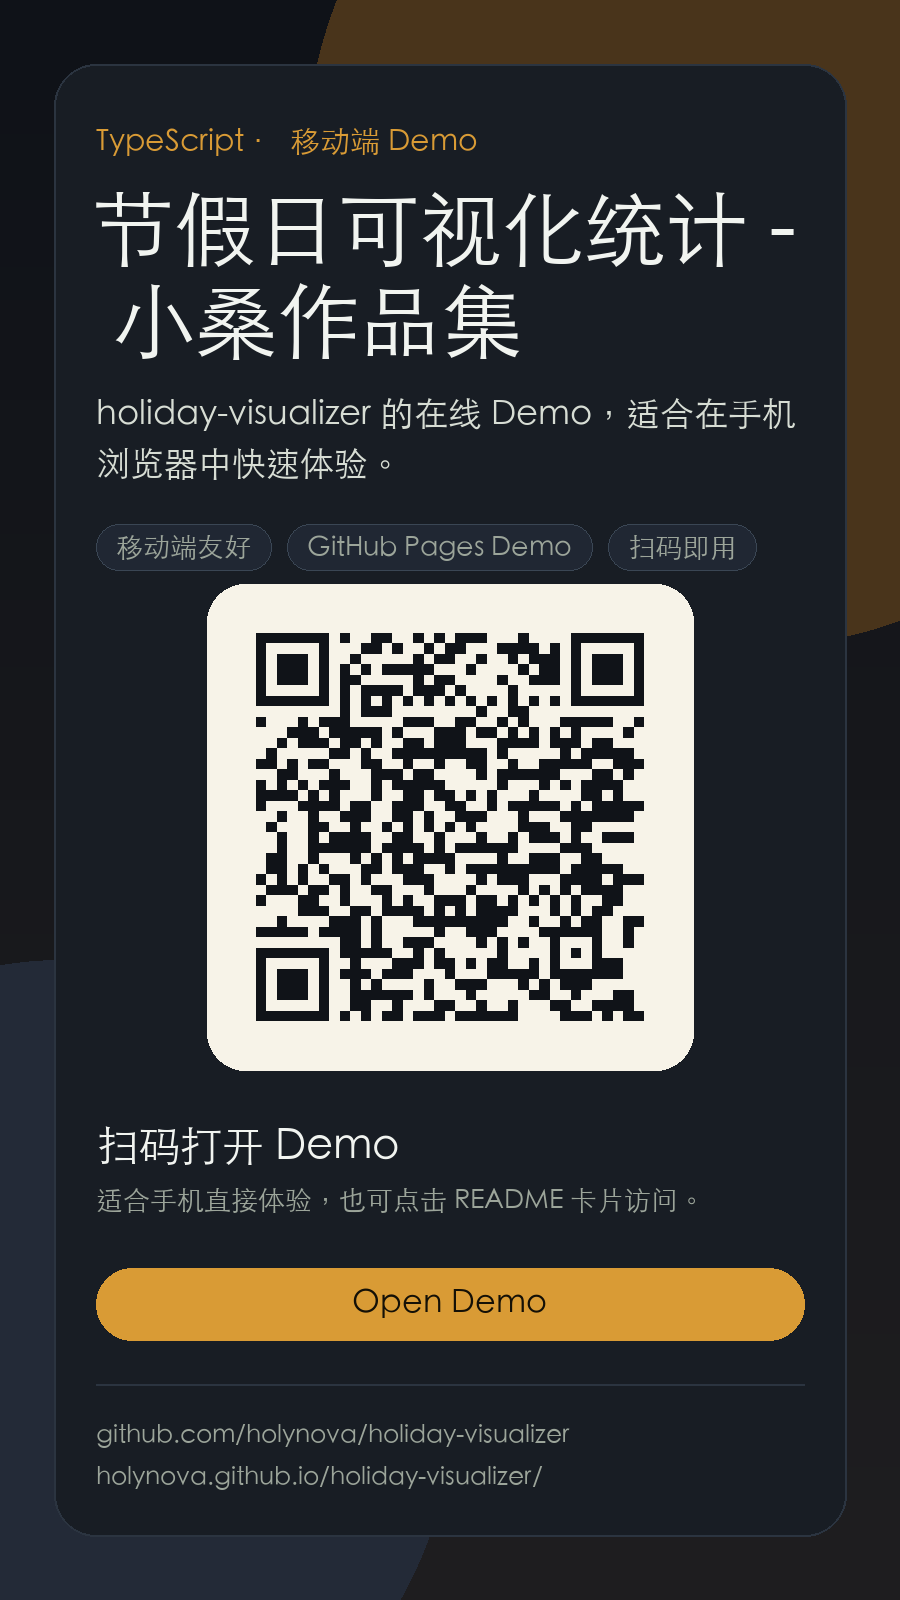 TypeScript · 移动端 Demo
节假日可视化统计 -
小桑作品集
holiday-visualizer 的在线 Demo，适合在手机
浏览器中快速体验。
移动端友好 GitHub Pages Demo 扫码即用
扫码打开 Demo
适合手机直接体验，也可点击 README 卡片访问。
Open Demo
github.com/holynova/holiday-visualizer
holynova.github.io/holiday-visualizer/